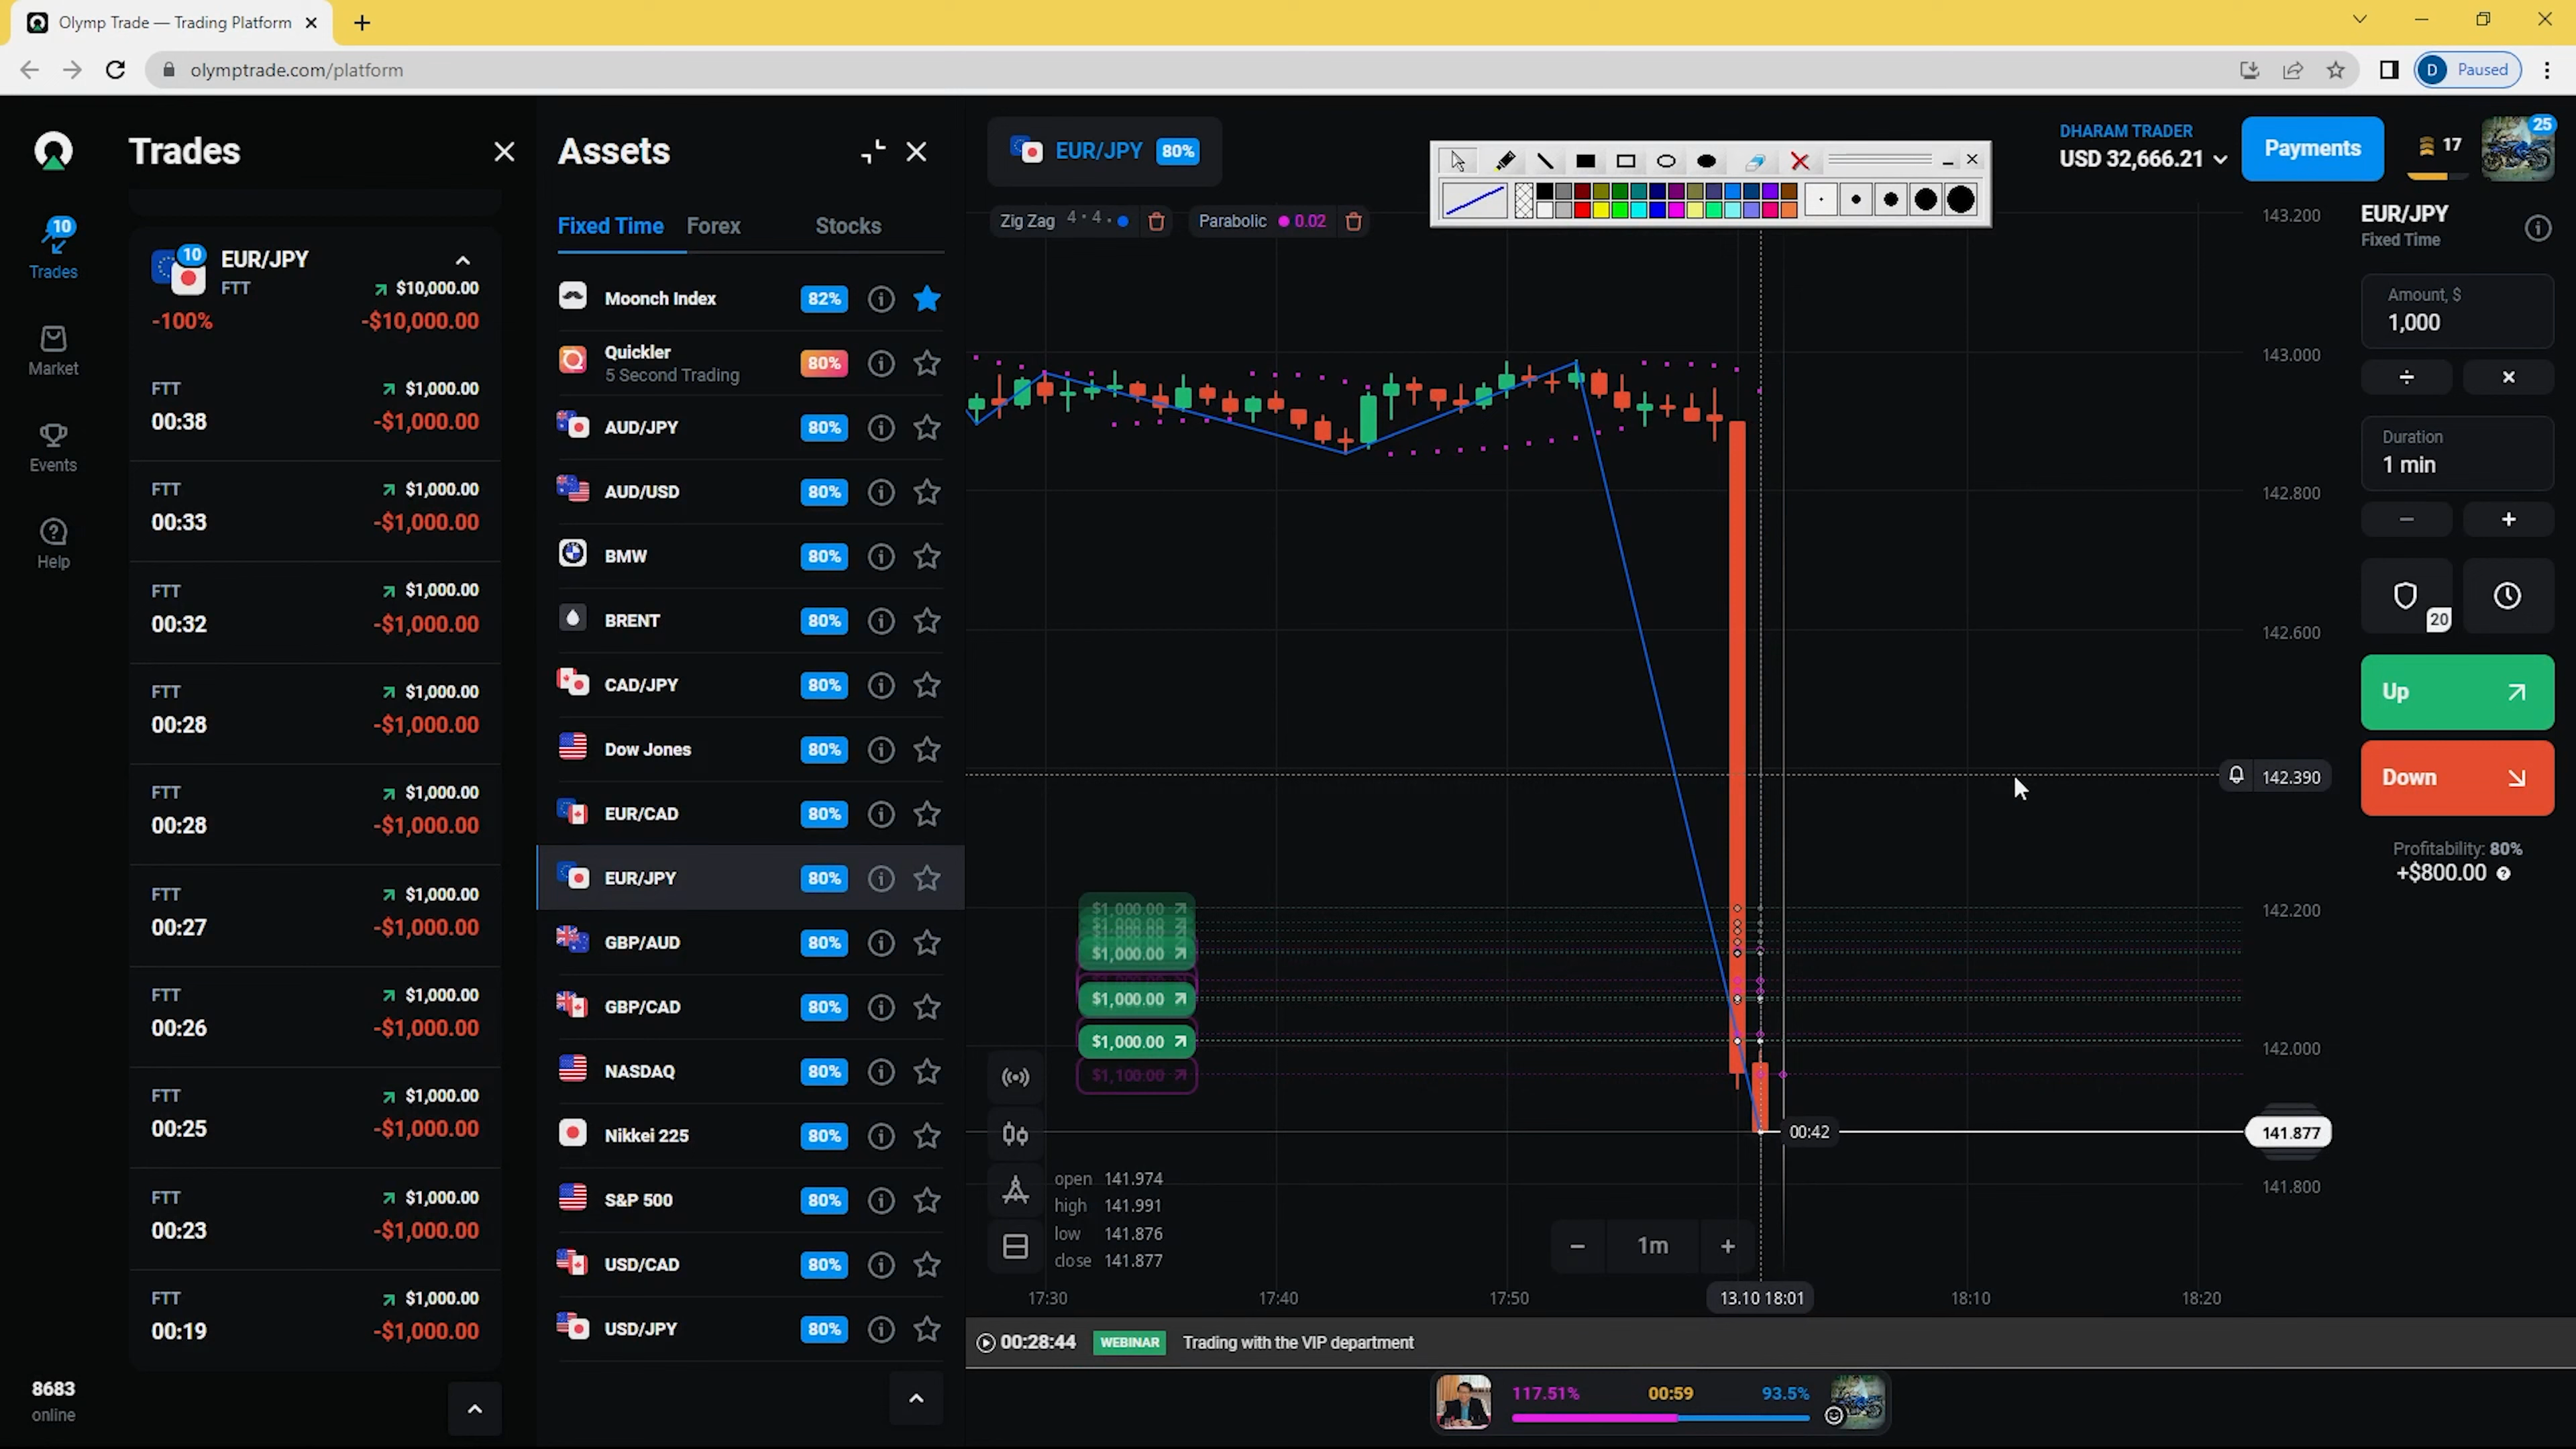 Olymp Trade — Trading Platform
olymptrade.com/platform
Paused
D
Trades
Assets
EUR/JPY 80%
DHARAM TRADER
USD 32,666.21
Payments
17
25
10
Trades
Market
Events
Help
8683
online
10
EUR/JPY
FTT
$10,000.00
-100%
-$10,000.00
FTT $1,000.00
00:38 -$1,000.00
FTT $1,000.00
00:33 -$1,000.00
FTT $1,000.00
00:32 -$1,000.00
FTT $1,000.00
00:28 -$1,000.00
FTT $1,000.00
00:28 -$1,000.00
FTT $1,000.00
00:27 -$1,000.00
FTT $1,000.00
00:26 -$1,000.00
FTT $1,000.00
00:25 -$1,000.00
FTT $1,000.00
00:23 -$1,000.00
FTT $1,000.00
00:19 -$1,000.00
Fixed Time Forex Stocks
Moonch Index 82%
Quickler 80%
5 Second Trading
AUD/JPY 80%
AUD/USD 80%
BMW 80%
BRENT 80%
CAD/JPY 80%
Dow Jones 80%
EUR/CAD 80%
EUR/JPY 80%
GBP/AUD 80%
GBP/CAD 80%
NASDAQ 80%
Nikkei 225 80%
S&P 500 80%
USD/CAD 80%
USD/JPY 80%
Zig Zag 4 • 4 •
Parabolic 0.02
143.200
143.000
142.800
142.600
142.390
142.200
142.000
141.877
141.800
$1,000.00
$1,000.00
$1,000.00
$1,000.00
$1,100.00
00:42
open 141.974
high 141.991
low 141.876
close 141.877
− 1m +
17:30 17:40 17:50 13.10 18:01 18:10 18:20
00:28:44 WEBINAR Trading with the VIP department
117.51% 00:59 93.5%
EUR/JPY
Fixed Time
Amount, $
1,000
÷ ×
Duration
1 min
− +
20
Up
Down
Profitability: 80%
+$800.00